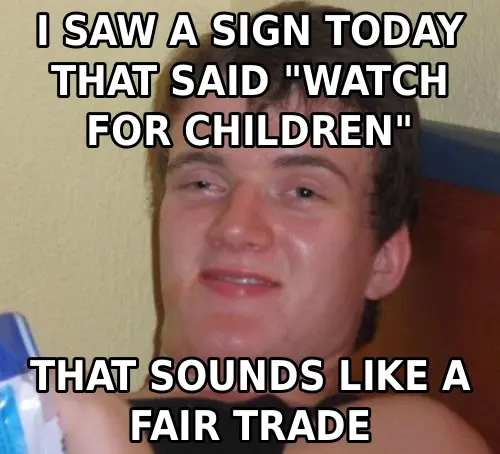 I SAW A SIGN TODAY
THAT SAID "WATCH
FOR CHILDREN"
THAT SOUNDS LIKE A
FAIR TRADE